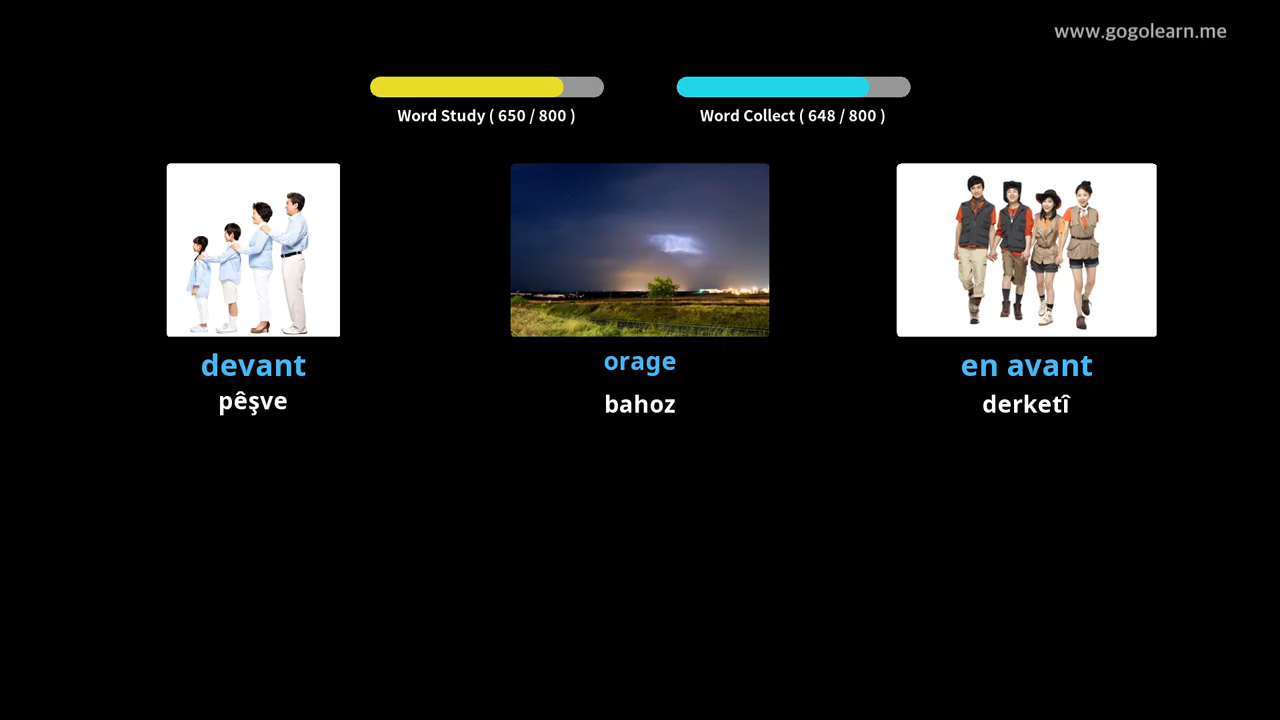 www.gogolearn.me
Word Study ( 650 / 800 )
Word Collect ( 648 / 800 )
devant
pêşve
orage
bahoz
en avant
derketî